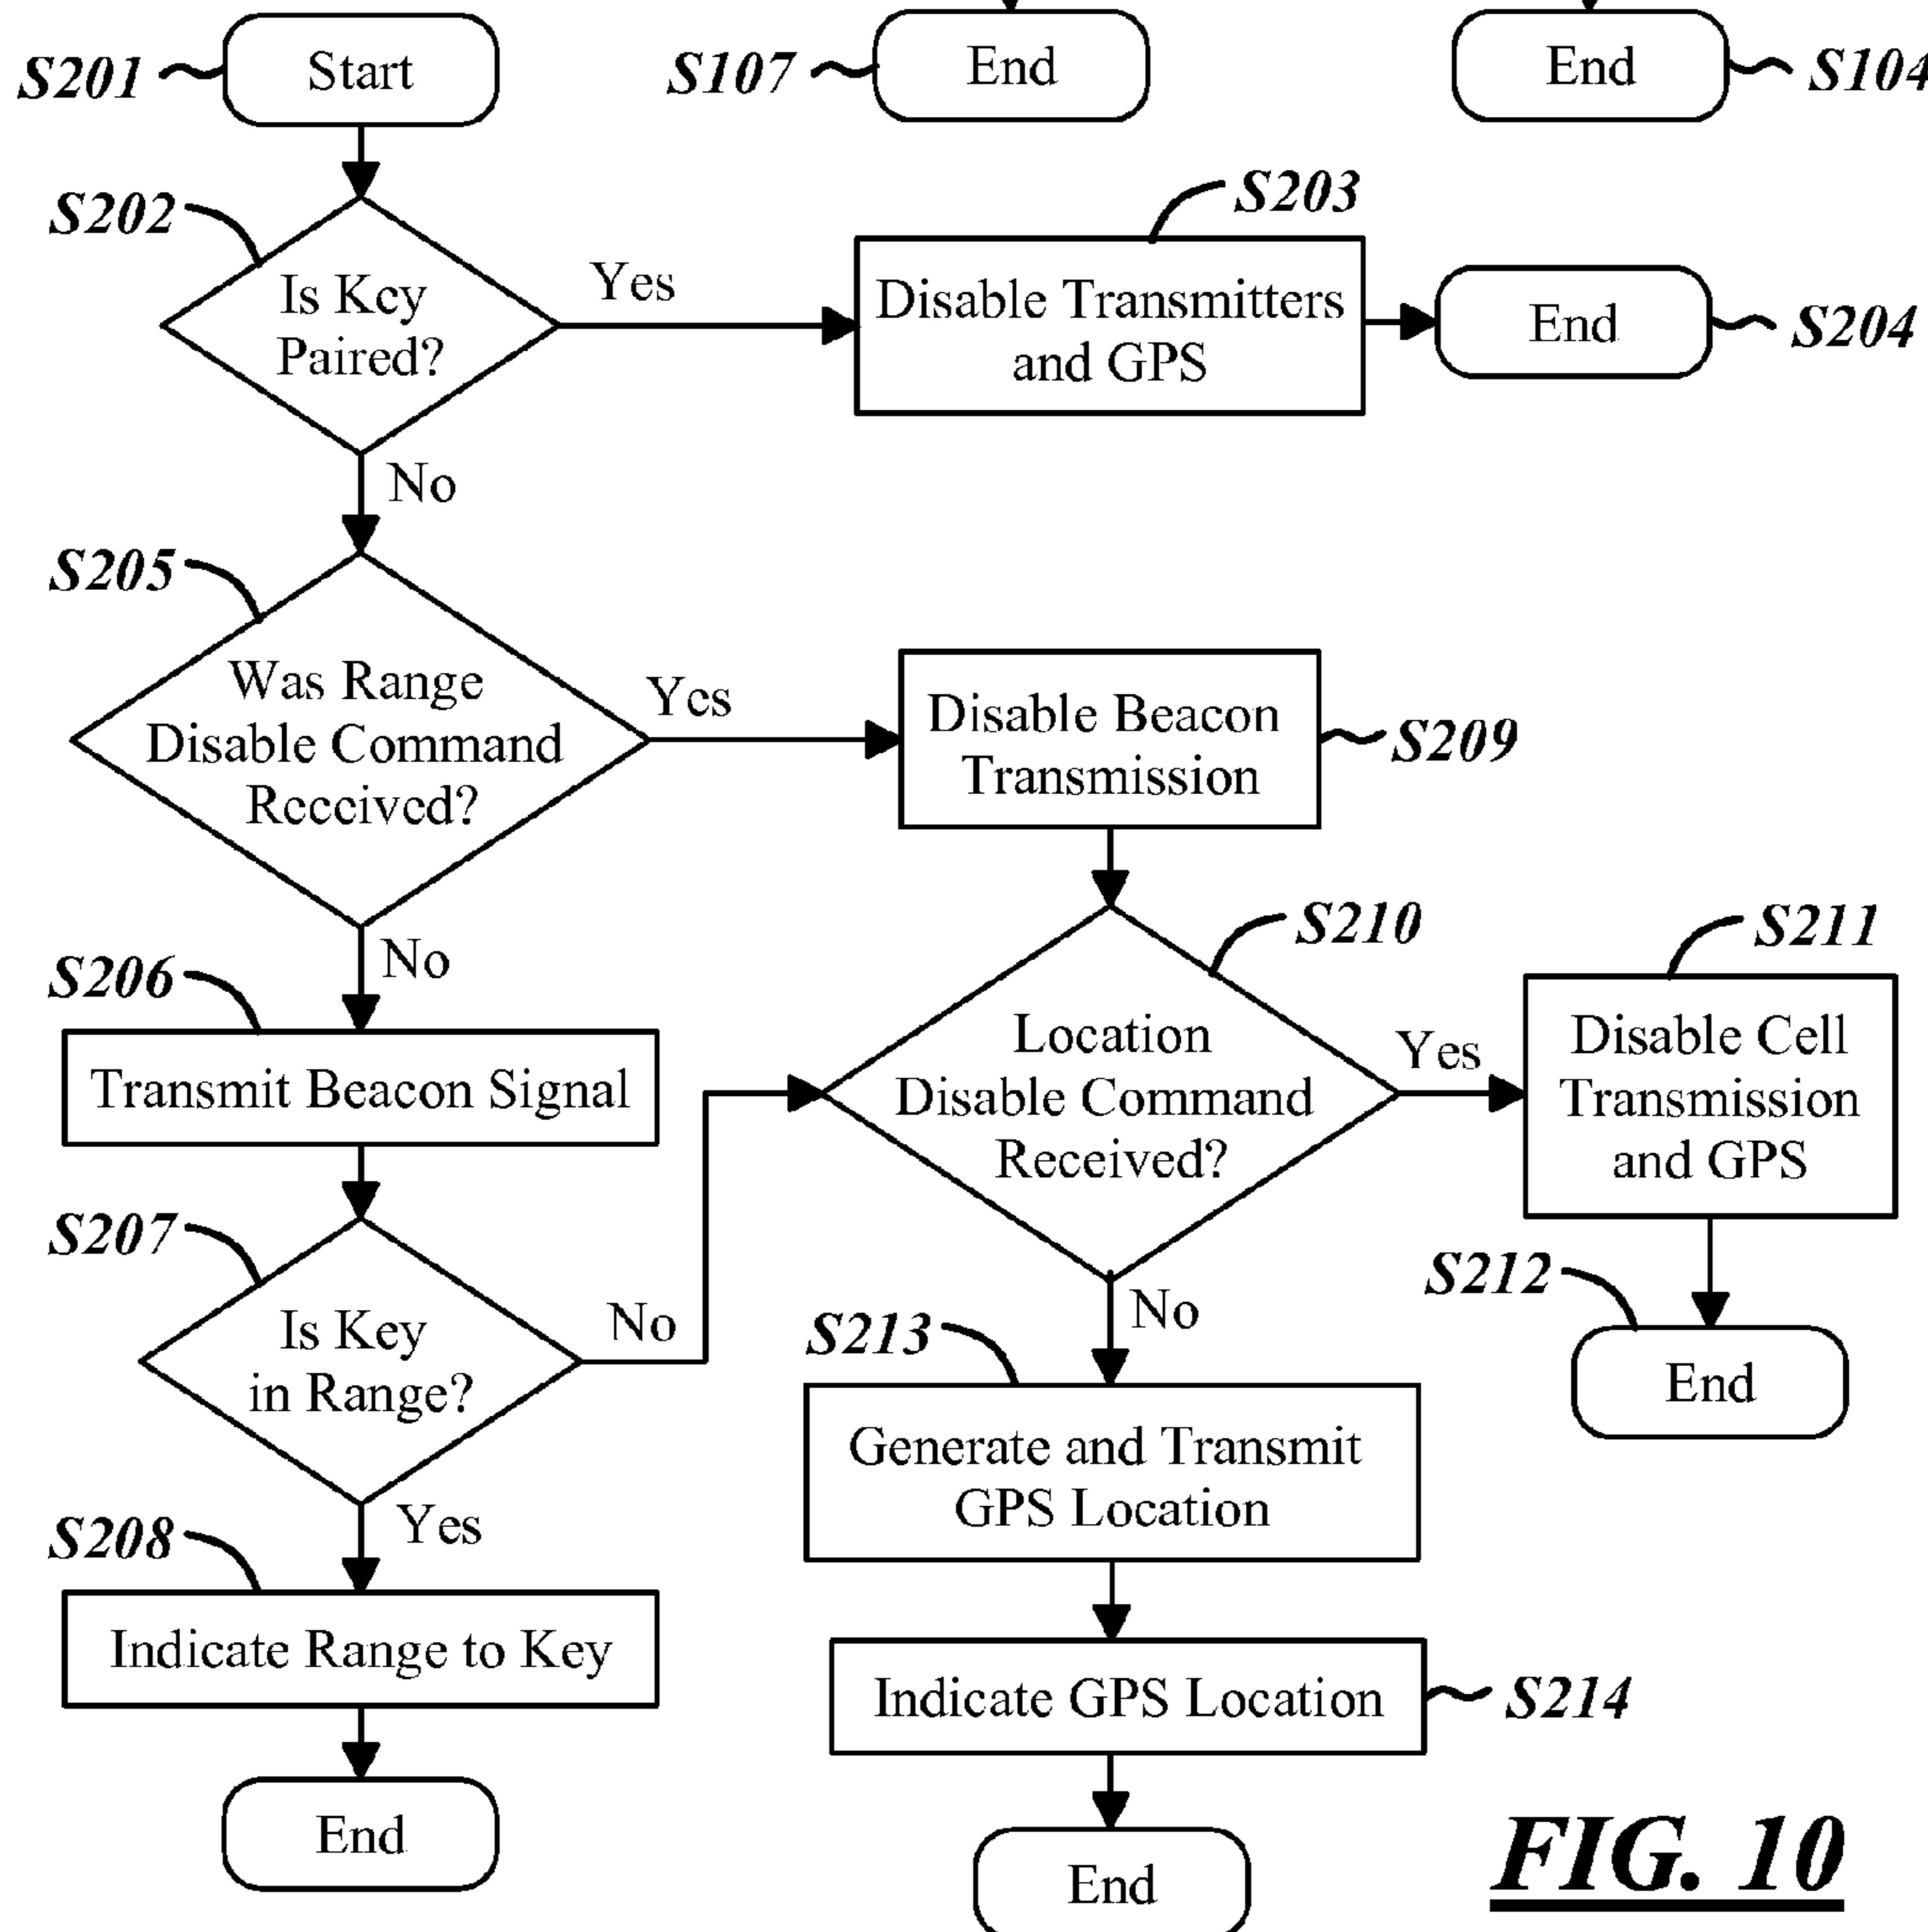 S201
Start
S107
End
End
S104
S202
Is Key
Paired?
Yes
S203
Disable Transmitters
and GPS
End
S204
No
S205
Was Range
Disable Command
Received?
Yes
Disable Beacon
Transmission
S209
No
S206
Transmit Beacon Signal
S210
Location
Disable Command
Received?
Yes
S211
Disable Cell
Transmission
and GPS
S207
Is Key
in Range?
No
No
S212
End
S213
Generate and Transmit
GPS Location
Yes
S208
Indicate Range to Key
Indicate GPS Location
S214
End
End
FIG. 10